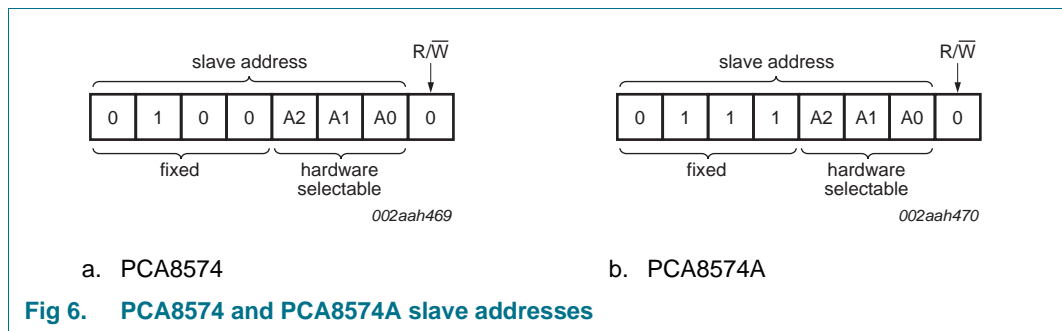 R/W̅ R/W̅
slave address slave address
0 1 0 0 A2 A1 A0 0 0 1 1 1 A2 A1 A0 0
fixed hardware fixed hardware
selectable selectable
002aah469 002aah470
a. PCA8574 b. PCA8574A
Fig 6. PCA8574 and PCA8574A slave addresses